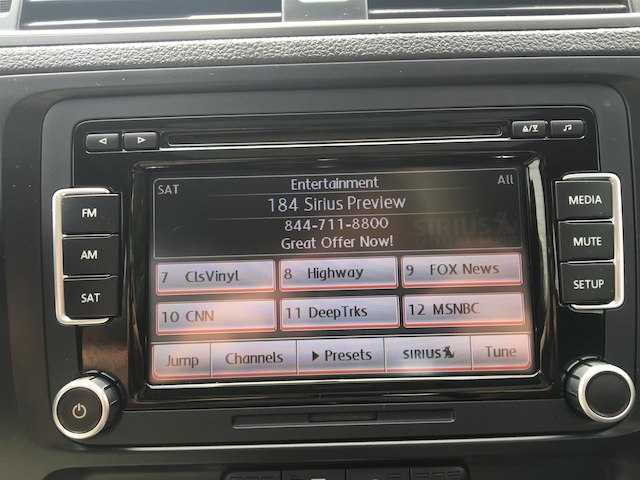 SAT Entertainment All
184 Sirius Preview
844-711-8800
Great Offer Now!
SIRIUS
7 ClsVinyl 8 Highway 9 FOX News
10 CNN 11 DeepTrks 12 MSNBC
Jump Channels Presets SIRIUS Tune
FM
AM
SAT
MEDIA
MUTE
SETUP